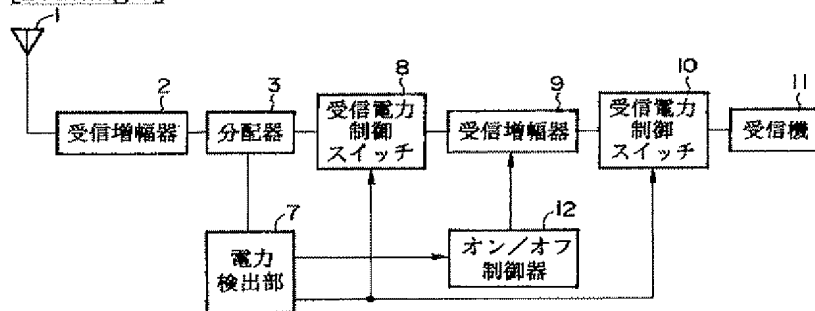 1
2
受信増幅器
3
分配器
8
受信電力
制御
スイッチ
9
受信増幅器
10
受信電力
制御
スイッチ
11
受信機
7
電力
検出部
12
オン/オフ
制御器